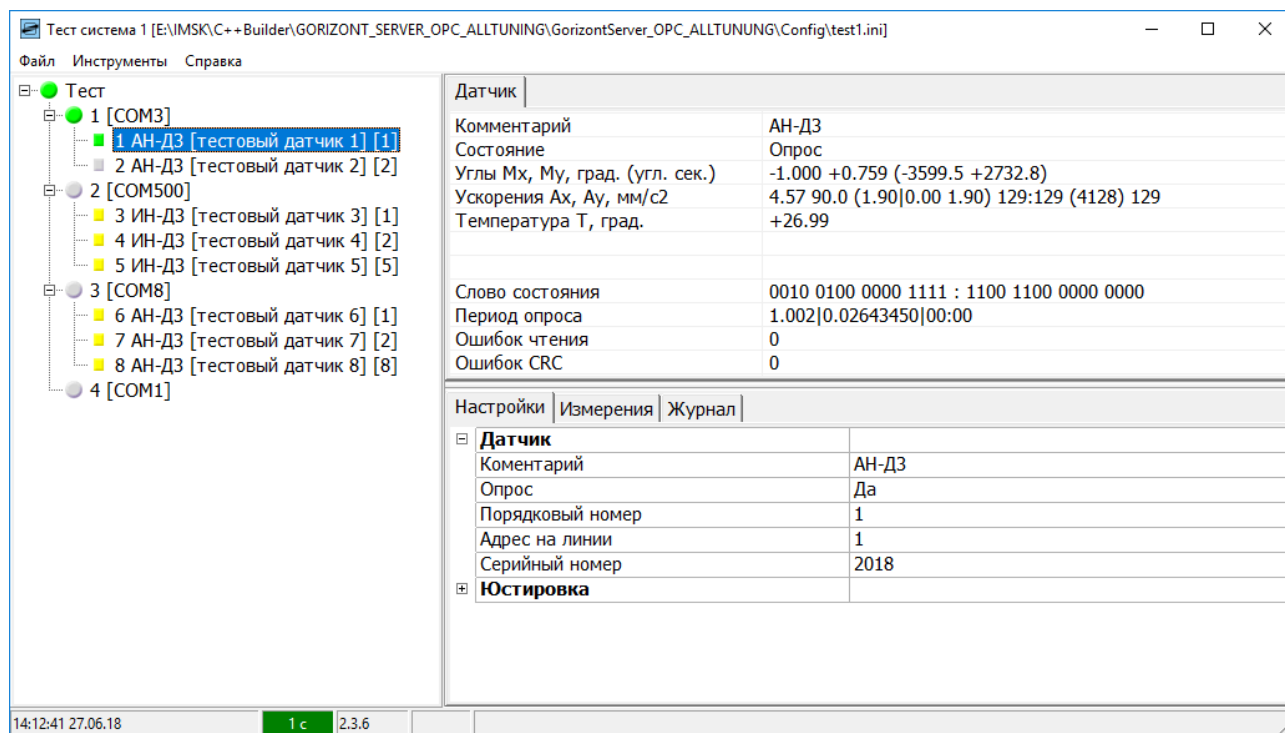 Тест система 1 [E:\IMSK\C++Builder\GORIZONT_SERVER_OPC_ALLTUNING\GorizontServer_OPC_ALLTUNUNG\Config\test1.ini]
Файл Инструменты Справка
Тест
1 [COM3]
1 АН-Д3 [тестовый датчик 1] [1]
2 АН-Д3 [тестовый датчик 2] [2]
2 [COM500]
3 ИН-Д3 [тестовый датчик 3] [1]
4 ИН-Д3 [тестовый датчик 4] [2]
5 ИН-Д3 [тестовый датчик 5] [5]
3 [COM8]
6 АН-Д3 [тестовый датчик 6] [1]
7 АН-Д3 [тестовый датчик 7] [2]
8 АН-Д3 [тестовый датчик 8] [8]
4 [COM1]
Датчик
Комментарий АН-Д3
Состояние Опрос
Углы Mx, My, град. (угл. сек.) -1.000 +0.759 (-3599.5 +2732.8)
Ускорения Ax, Ay, мм/с2 4.57 90.0 (1.90|0.00 1.90) 129:129 (4128) 129
Температура T, град. +26.99
Слово состояния 0010 0100 0000 1111 : 1100 1100 0000 0000
Период опроса 1.002|0.02643450|00:00
Ошибок чтения 0
Ошибок CRC 0
Настройки Измерения Журнал
Датчик
Коментарий АН-Д3
Опрос Да
Порядковый номер 1
Адрес на линии 1
Серийный номер 2018
Юстировка
14:12:41 27.06.18 1 с 2.3.6